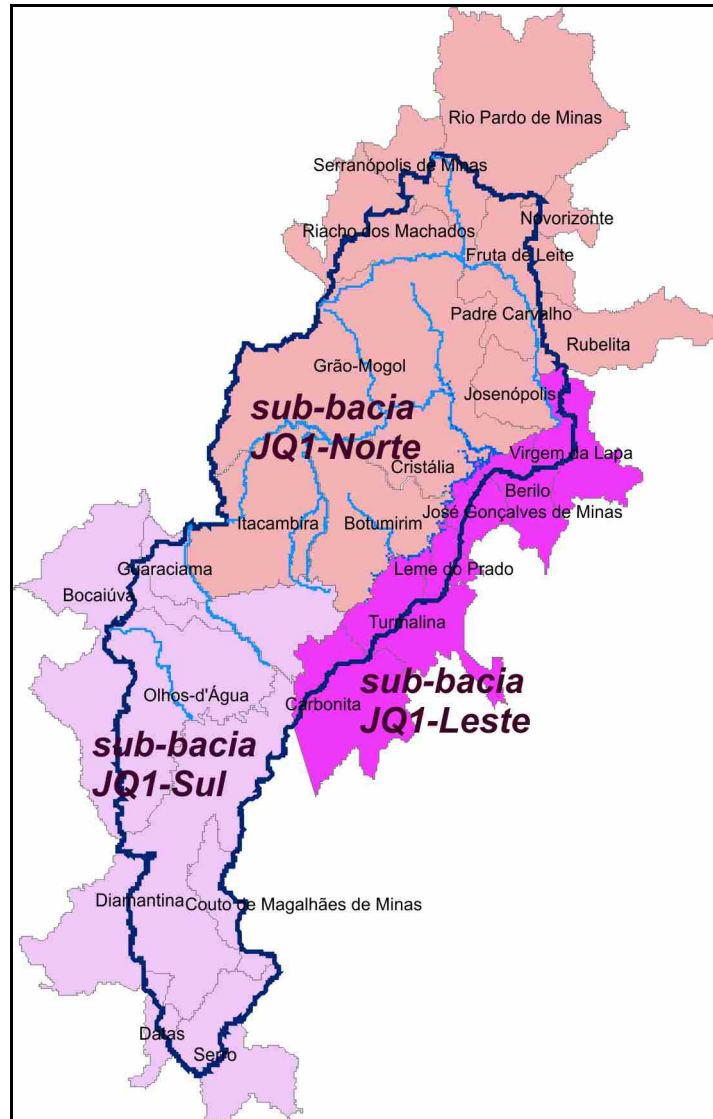 Rio Pardo de Minas
Serranópolis de Minas
Novorizonte
Riacho dos Machados
Fruta de Leite
Padre Carvalho
Rubelita
Grão-Mogol
Josenópolis
sub-bacia
JQ1-Norte
Virgem da Lapa
Cristália
Berilo
José Gonçalves de Minas
Itacambira
Botumirim
Guaraciama
Leme do Prado
Bocaiúva
Turmalina
Olhos-d'Água
Carbonita
sub-bacia
JQ1-Leste
sub-bacia
JQ1-Sul
Diamantina
Couto de Magalhães de Minas
Datas
Serro